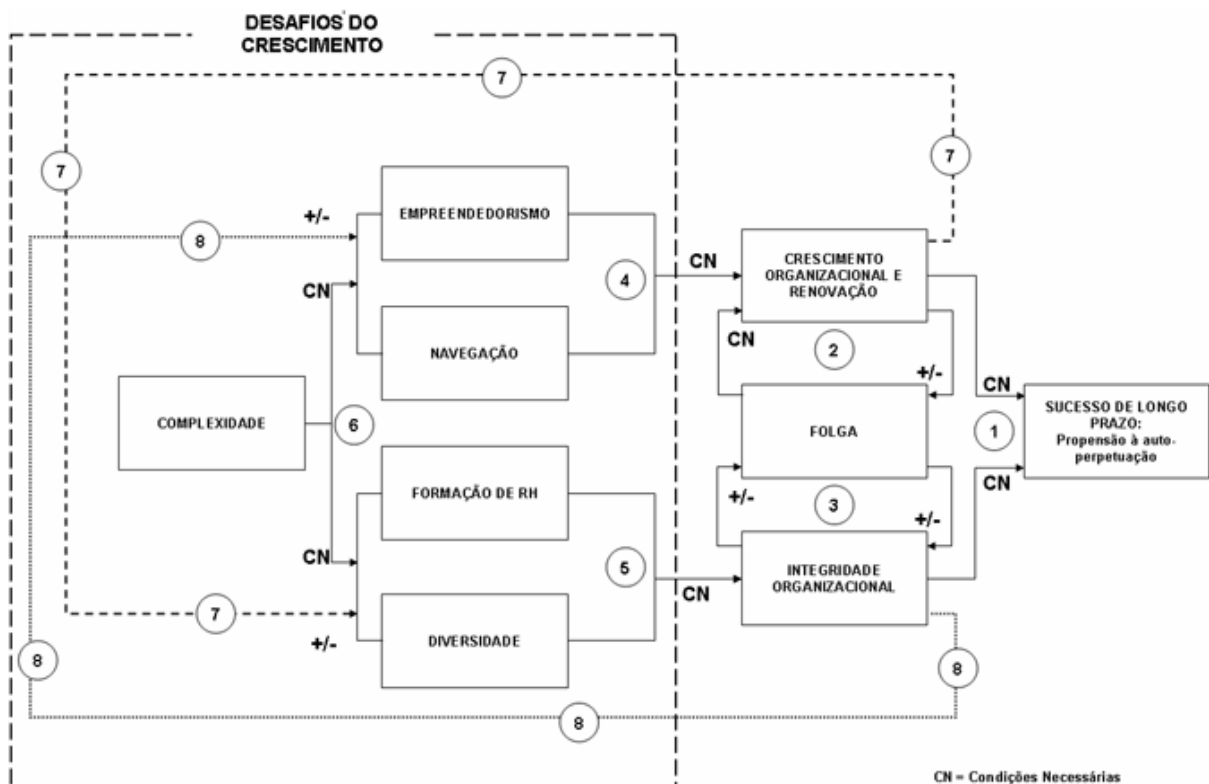 DESAFIOS DO
CRESCIMENTO
7
7
7
EMPREENDEDORISMO
+/-
8
CN
4
CN
CRESCIMENTO
ORGANIZACIONAL E
RENOVAÇÃO
NAVEGAÇÃO
CN
2
+/-
CN
COMPLEXIDADE
6
FOLGA
1
SUCESSO DE LONGO
PRAZO:
Propensão à auto-
perpetuação
FORMAÇÃO DE RH
+/-
3
+/-
CN
CN
5
CN
INTEGRIDADE
ORGANIZACIONAL
7
+/-
DIVERSIDADE
8
8
8
CN = Condições Necessárias